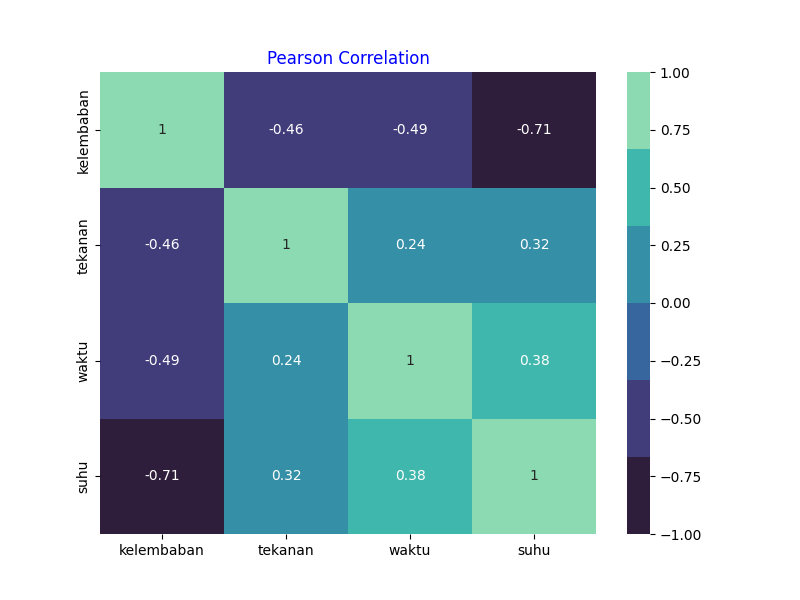 Pearson Correlation
kelembaban 1 -0.46 -0.49 -0.71
tekanan -0.46 1 0.24 0.32
waktu -0.49 0.24 1 0.38
suhu -0.71 0.32 0.38 1
kelembaban tekanan waktu suhu
1.00
0.75
0.50
0.25
0.00
−0.25
−0.50
−0.75
−1.00